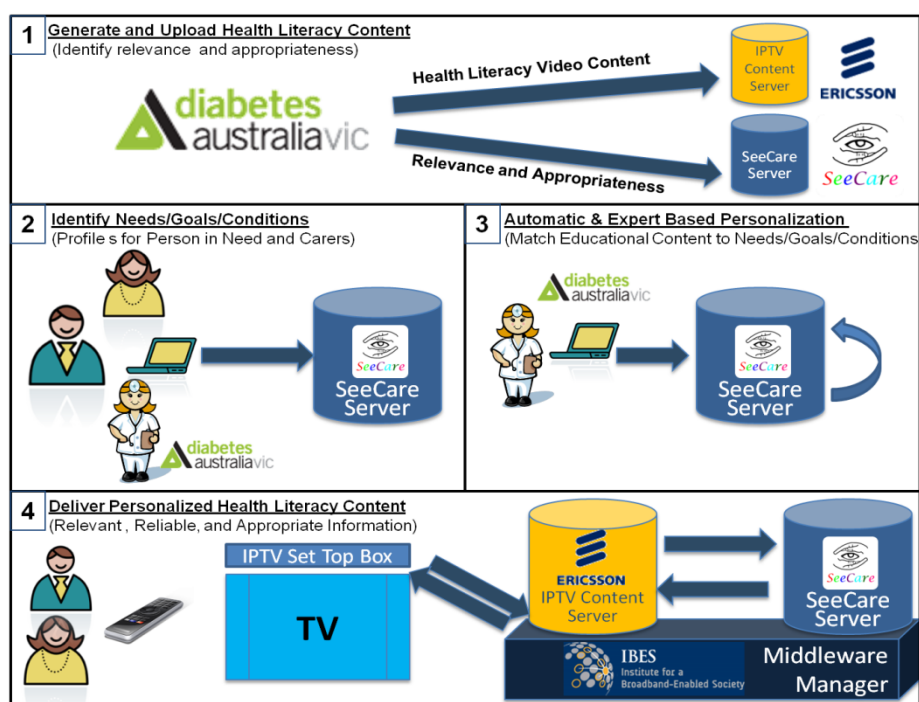 1
Generate and Upload Health Literacy Content
(Identify relevance and appropriateness)
diabetes
australiavic
Health Literacy Video Content
Relevance and Appropriateness
IPTV
Content
Server
ERICSSON
SeeCare
Server
SeeCare
2
Identify Needs/Goals/Conditions
(Profile s for Person in Need and Carers)
diabetes
australiavic
SeeCare
SeeCare
Server
3
Automatic & Expert Based Personalization
(Match Educational Content to Needs/Goals/Conditions
diabetes
australiavic
SeeCare
SeeCare
Server
4
Deliver Personalized Health Literacy Content
(Relevant , Reliable, and Appropriate Information)
IPTV Set Top Box
TV
ERICSSON
IPTV Content
Server
SeeCare
SeeCare
Server
IBES
Institute for a
Broadband-Enabled Society
Middleware
Manager